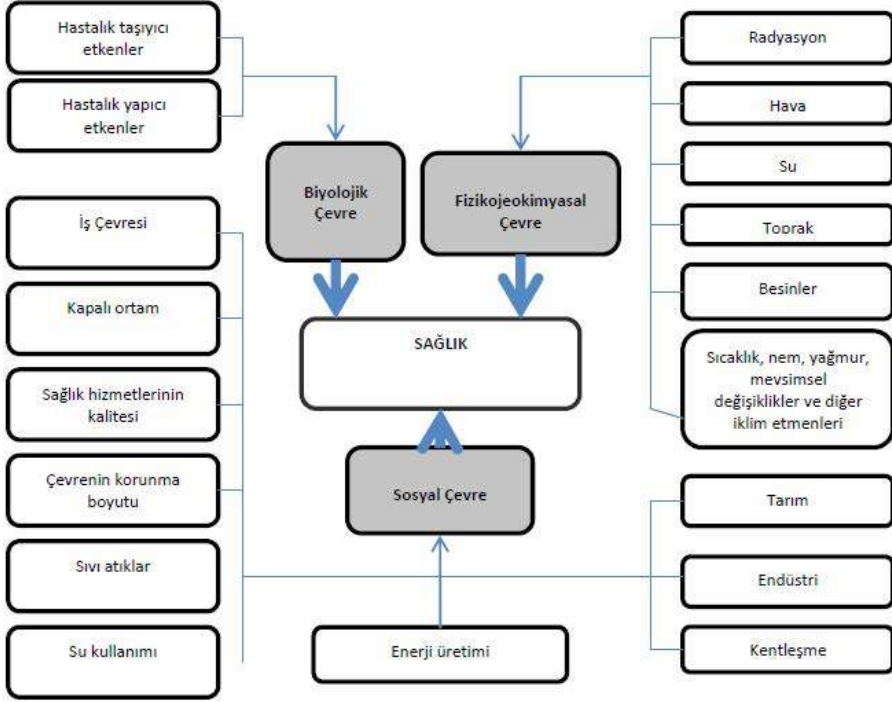 Hastalık taşıyıcı
etkenler
Hastalık yapıcı
etkenler
Radyasyon
Hava
Su
Toprak
Besinler
Sıcaklık, nem, yağmur,
mevsimsel
değişiklikler ve diğer
iklim etmenleri
Biyolojik
Çevre
Fizikojeokimyasal
Çevre
SAĞLIK
Sosyal Çevre
İş Çevresi
Kapalı ortam
Sağlık hizmetlerinin
kalitesi
Çevrenin korunma
boyutu
Sıvı atıklar
Su kullanımı
Enerji üretimi
Tarım
Endüstri
Kentleşme